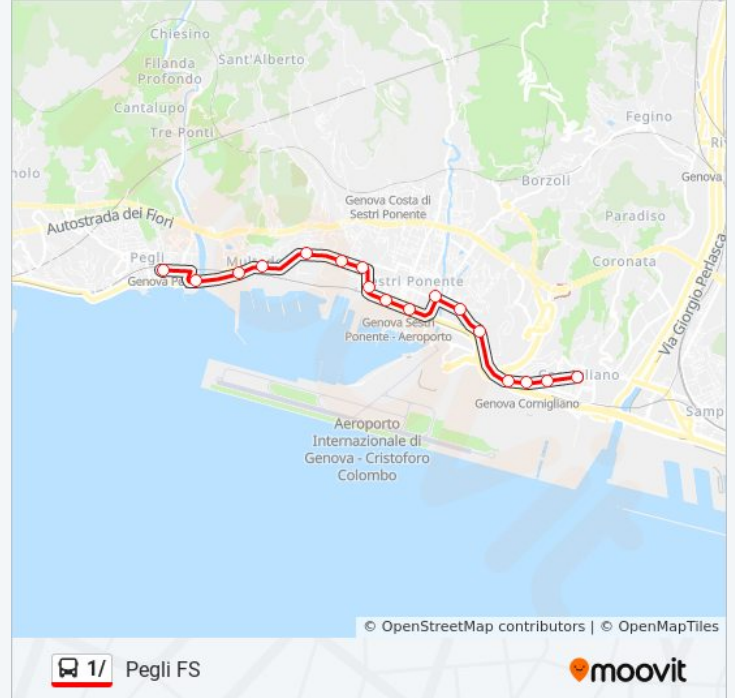 Chiesino
Filanda
Profondo
Sant'Alberto
Cantalupo
Tre Ponti
Fegino
Genova
Borzoli
Genova Costa di
Sestri Ponente
Paradiso
Autostrada dei Fiori
Pegli
Coronata
Via Giorgio Perlasca
Genova Sestri
Ponente - Aeroporto
Genova Cornigliano
Aeroporto
Internazionale di
Genova - Cristoforo
Colombo
© OpenStreetMap contributors | © OpenMapTiles
1/ Pegli FS
moovit